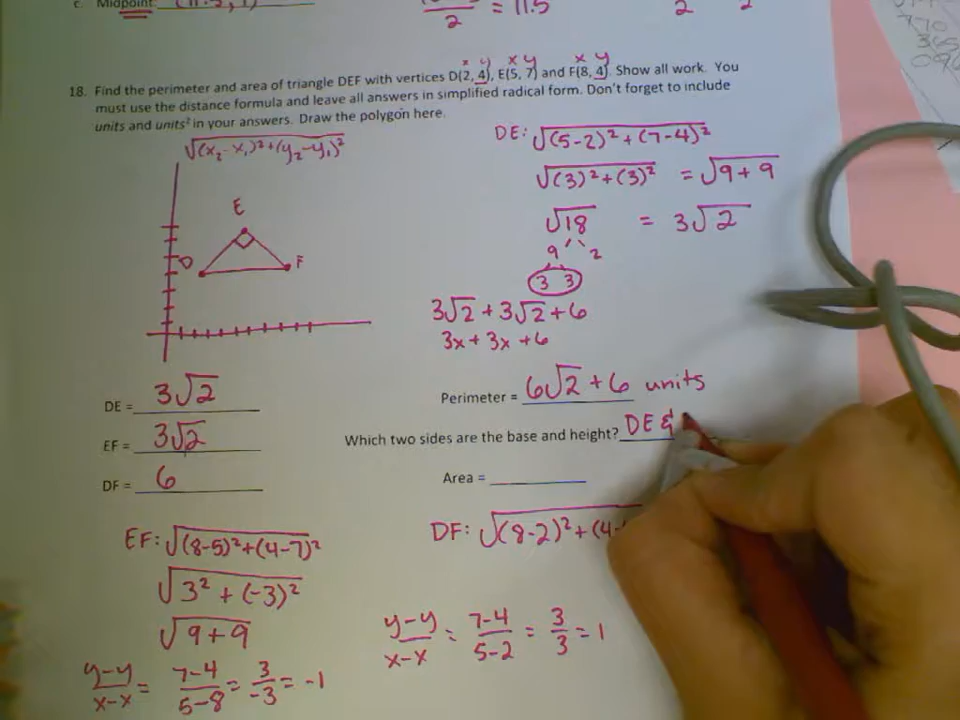 c. Midpoint:
2
= 11.5
2
2
x y x y x y
18. Find the perimeter and area of triangle DEF with vertices D(2, 4), E(5, 7) and F(8, 4). Show all work. You
must use the distance formula and leave all answers in simplified radical form. Don't forget to include
units and units² in your answers. Draw the polygon here.
√(x₂-x₁)²+(y₂-y₁)²
DE: √(5-2)²+(7-4)²
√(3)²+(3)² = √9+9
√18 = 3√2
9 2
3 3
E
D
F
3√2 + 3√2 + 6
3x + 3x + 6
DE = 3√2
EF = 3√2
DF = 6
Perimeter = 6√2 + 6 units
Which two sides are the base and height? DE &
Area =
EF: √(8-5)²+(4-7)²
√3² + (-3)²
√9+9
y-y/x-x = 7-4/5-8 = 3/-3 = -1
DF: √(8-2)²+(4-
y-y/x-x = 7-4/5-2 = 3/3 = 1